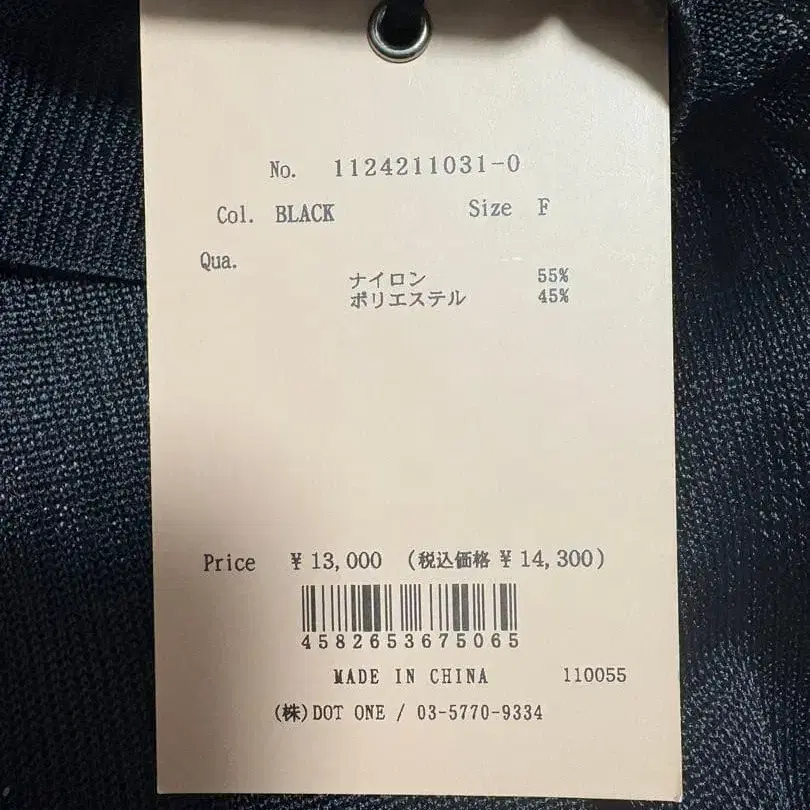 No. 1124211031-0
Col. BLACK Size F
Qua.
ナイロン 55%
ポリエステル 45%
Price ¥13,000 (税込価格 ¥14,300)
4582653675065
MADE IN CHINA 110055
(株)DOT ONE / 03-5770-9334